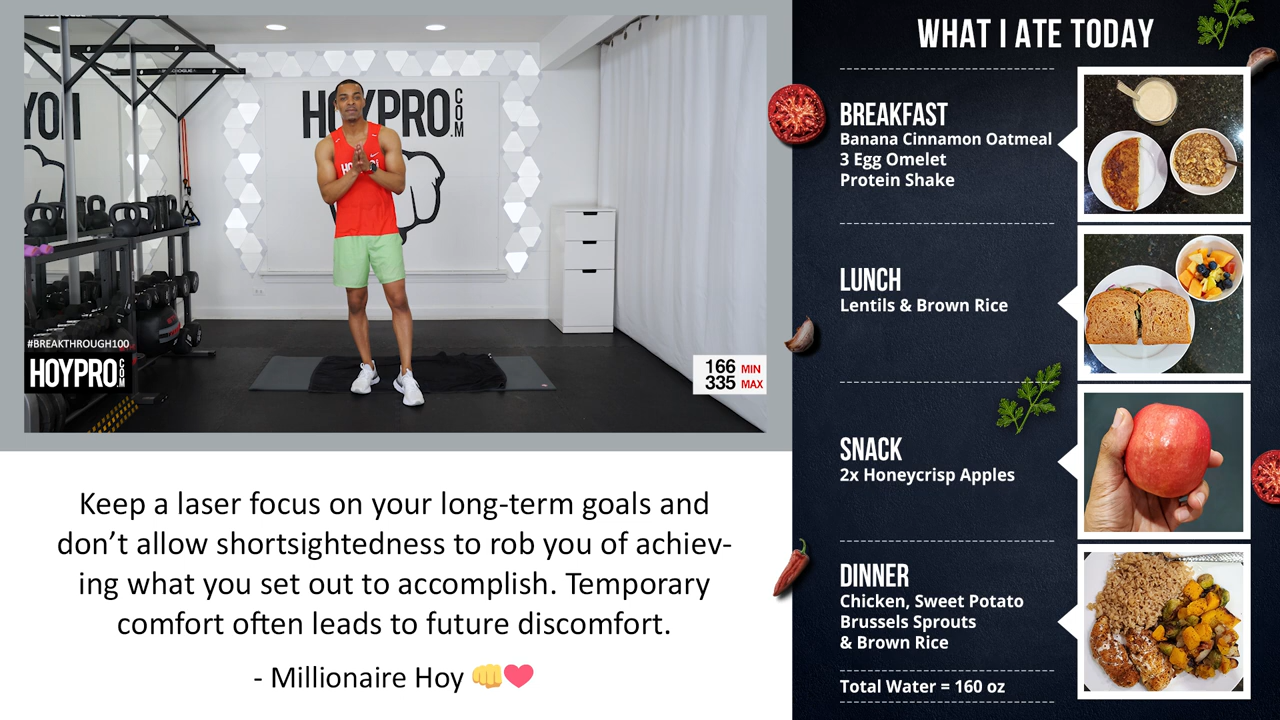 YOH
HOYPRO.COM
HOYPRO
#BREAKTHROUGH100
HOYPRO.COM
166 MIN
335 MAX
Keep a laser focus on your long-term goals and
don’t allow shortsightedness to rob you of achiev-
ing what you set out to accomplish. Temporary
comfort often leads to future discomfort.
- Millionaire Hoy 👊❤
WHAT I ATE TODAY
BREAKFAST
Banana Cinnamon Oatmeal
3 Egg Omelet
Protein Shake
LUNCH
Lentils & Brown Rice
SNACK
2x Honeycrisp Apples
DINNER
Chicken, Sweet Potato
Brussels Sprouts
& Brown Rice
Total Water = 160 oz